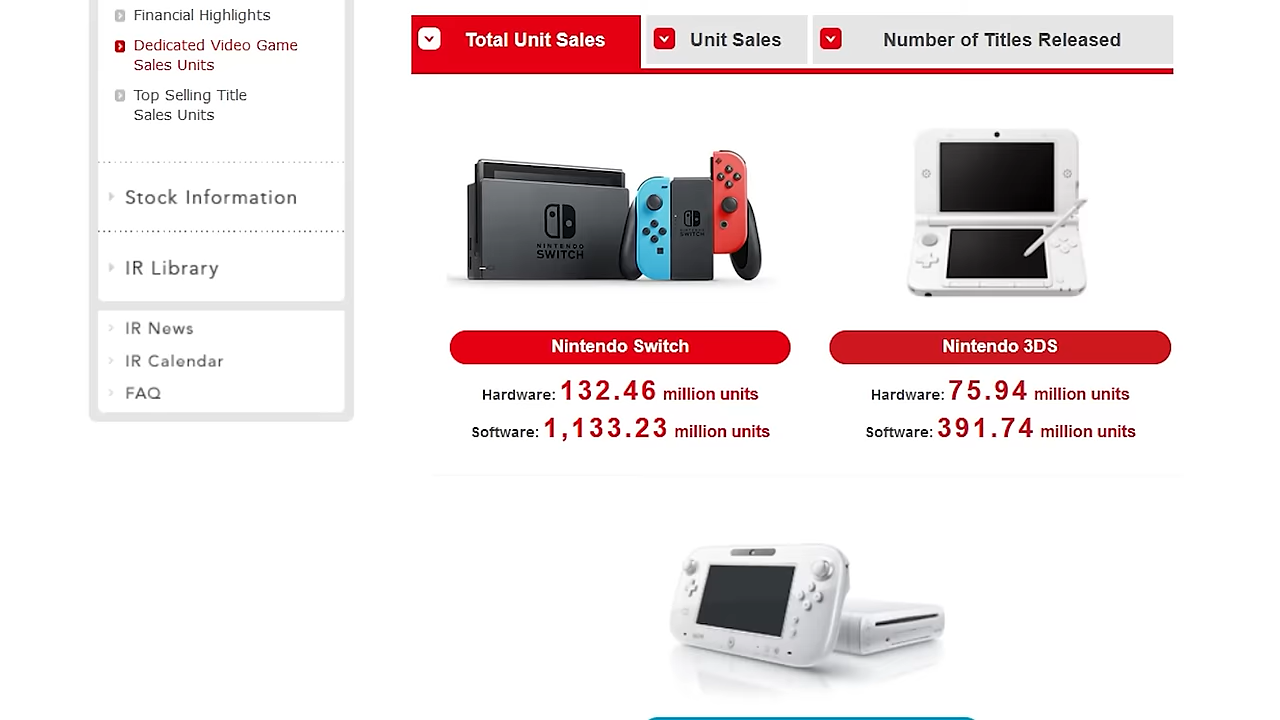 Financial Highlights
Dedicated Video Game
Sales Units
Top Selling Title
Sales Units
Stock Information
IR Library
IR News
IR Calendar
FAQ
Total Unit Sales
Unit Sales
Number of Titles Released
NINTENDO
SWITCH
NINTENDO
SWITCH
Nintendo Switch
Hardware: 132.46 million units
Software: 1,133.23 million units
Nintendo 3DS
Hardware: 75.94 million units
Software: 391.74 million units